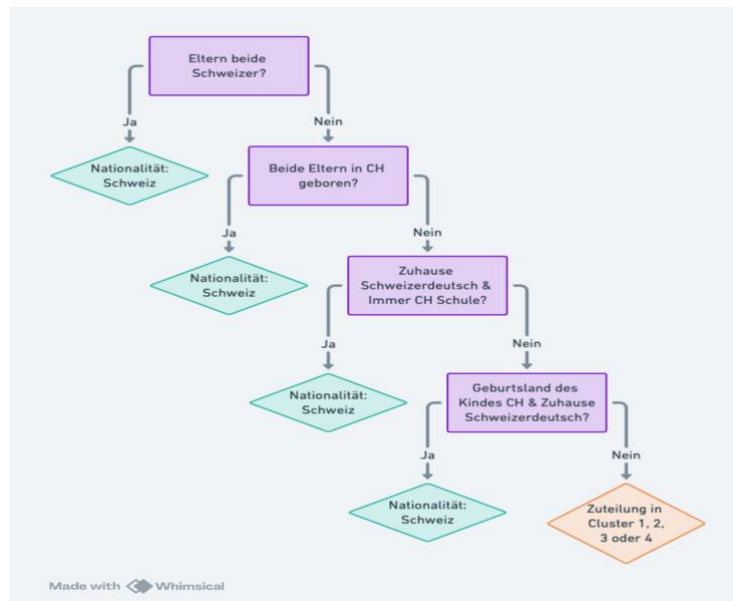 Eltern beide
Schweizer?
Ja
Nein
Nationalität:
Schweiz
Beide Eltern in CH
geboren?
Ja
Nein
Nationalität:
Schweiz
Zuhause
Schweizerdeutsch &
Immer CH Schule?
Ja
Nein
Nationalität:
Schweiz
Geburtsland des
Kindes CH & Zuhause
Schweizerdeutsch?
Ja
Nein
Nationalität:
Schweiz
Zuteilung in
Cluster 1, 2,
3 oder 4
Made with Whimsical